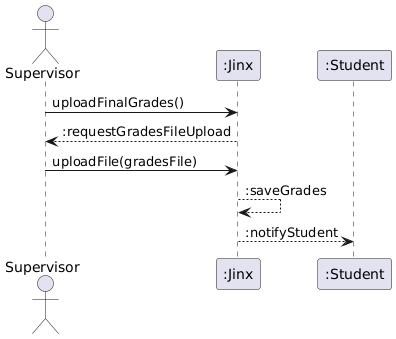 Supervisor
:Jinx
:Student
uploadFinalGrades()
:requestGradesFileUpload
uploadFile(gradesFile)
:saveGrades
:notifyStudent
Supervisor
:Jinx
:Student